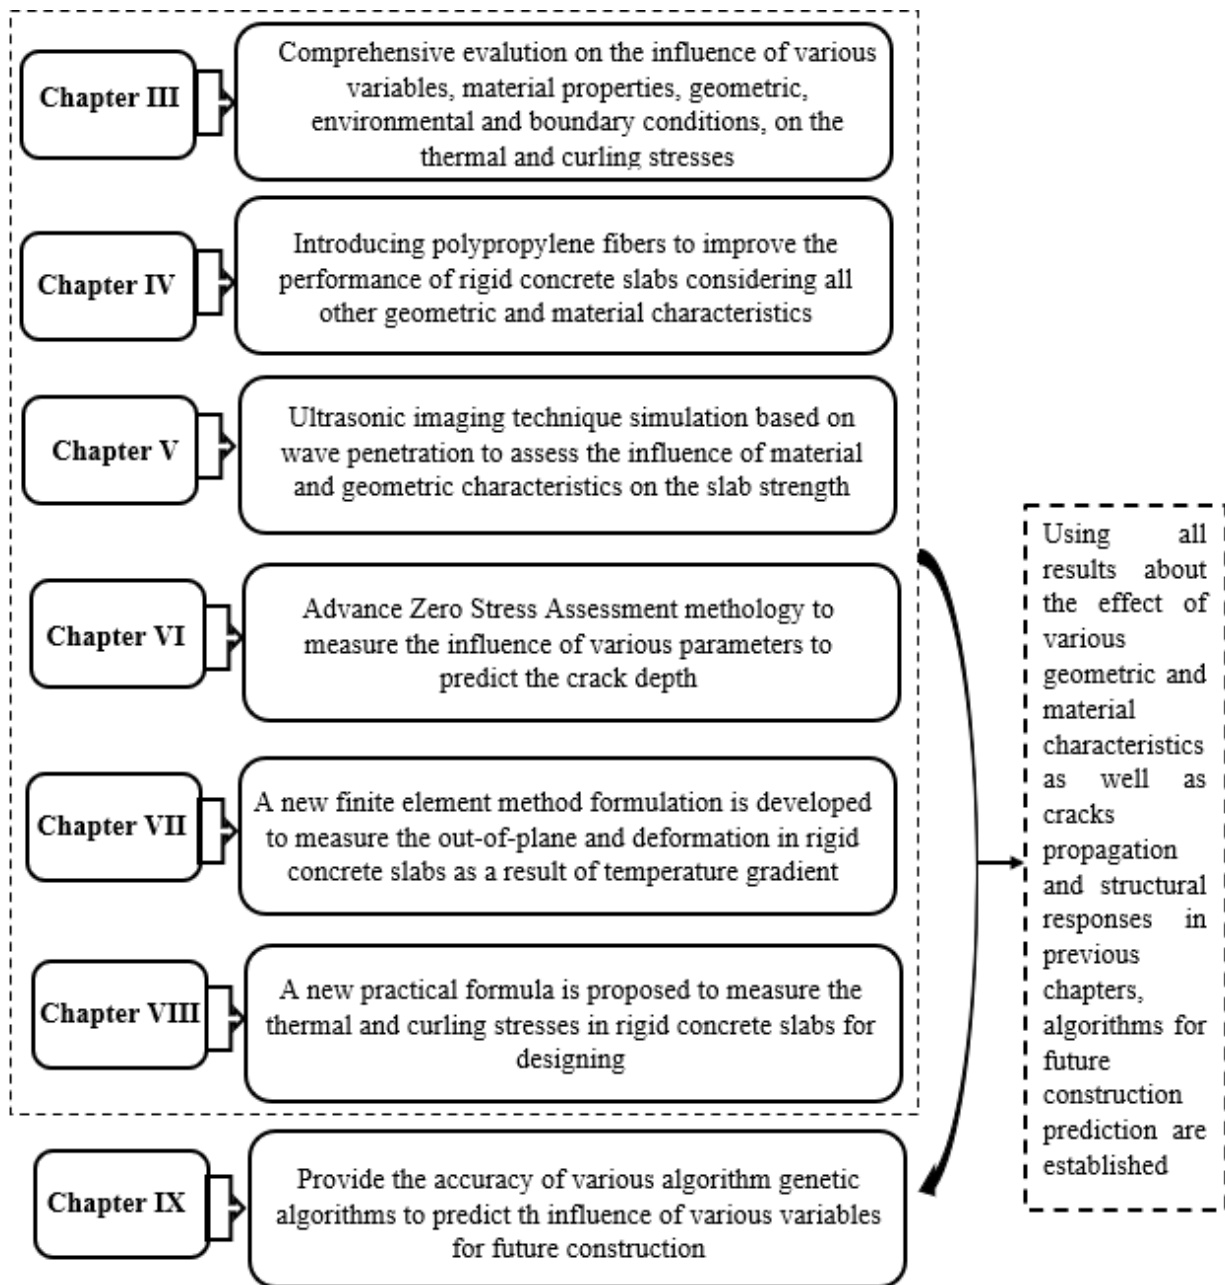 Chapter III
Comprehensive evalution on the influence of various
variables, material properties, geometric,
environmental and boundary conditions, on the
thermal and curling stresses
Chapter IV
Introducing polypropylene fibers to improve the
performance of rigid concrete slabs considering all
other geometric and material characteristics
Chapter V
Ultrasonic imaging technique simulation based on
wave penetration to assess the influence of material
and geometric characteristics on the slab strength
Chapter VI
Advance Zero Stress Assessment methology to
measure the influence of various parameters to
predict the crack depth
Chapter VII
A new finite element method formulation is developed
to measure the out-of-plane and deformation in rigid
concrete slabs as a result of temperature gradient
Chapter VIII
A new practical formula is proposed to measure the
thermal and curling stresses in rigid concrete slabs for
designing
Chapter IX
Provide the accuracy of various algorithm genetic
algorithms to predict th influence of various variables
for future construction
Using all
results about
the effect of
various
geometric and
material
characteristics
as well as
cracks
propagation
and structural
responses in
previous
chapters,
algorithms for
future
construction
prediction are
established